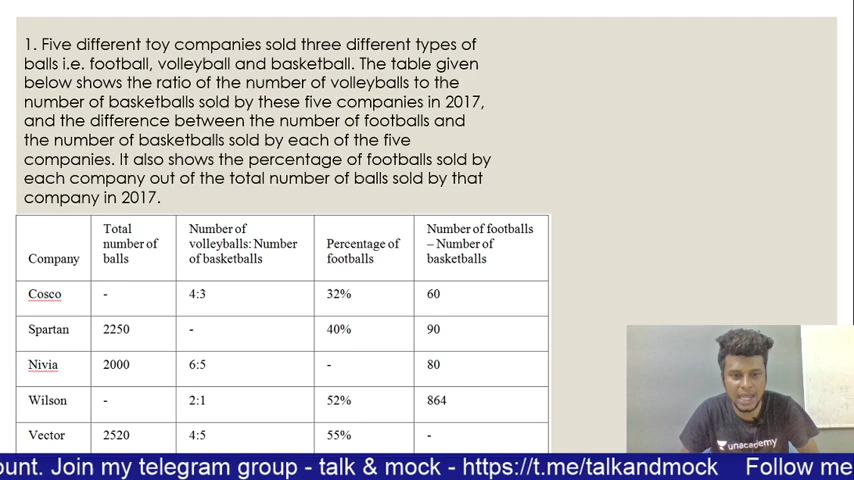 1. Five different toy companies sold three different types of
balls i.e. football, volleyball and basketball. The table given
below shows the ratio of the number of volleyballs to the
number of basketballs sold by these five companies in 2017,
and the difference between the number of footballs and
the number of basketballs sold by each of the five
companies. It also shows the percentage of footballs sold by
each company out of the total number of balls sold by that
company in 2017.
Company Total number of balls Number of volleyballs: Number of basketballs Percentage of footballs Number of footballs – Number of basketballs
Cosco - 4:3 32% 60
Spartan 2250 - 40% 90
Nivia 2000 6:5 - 80
Wilson - 2:1 52% 864
Vector 2520 4:5 55% -
unacademy
ount. Join my telegram group - talk & mock - https://t.me/talkandmock Follow me